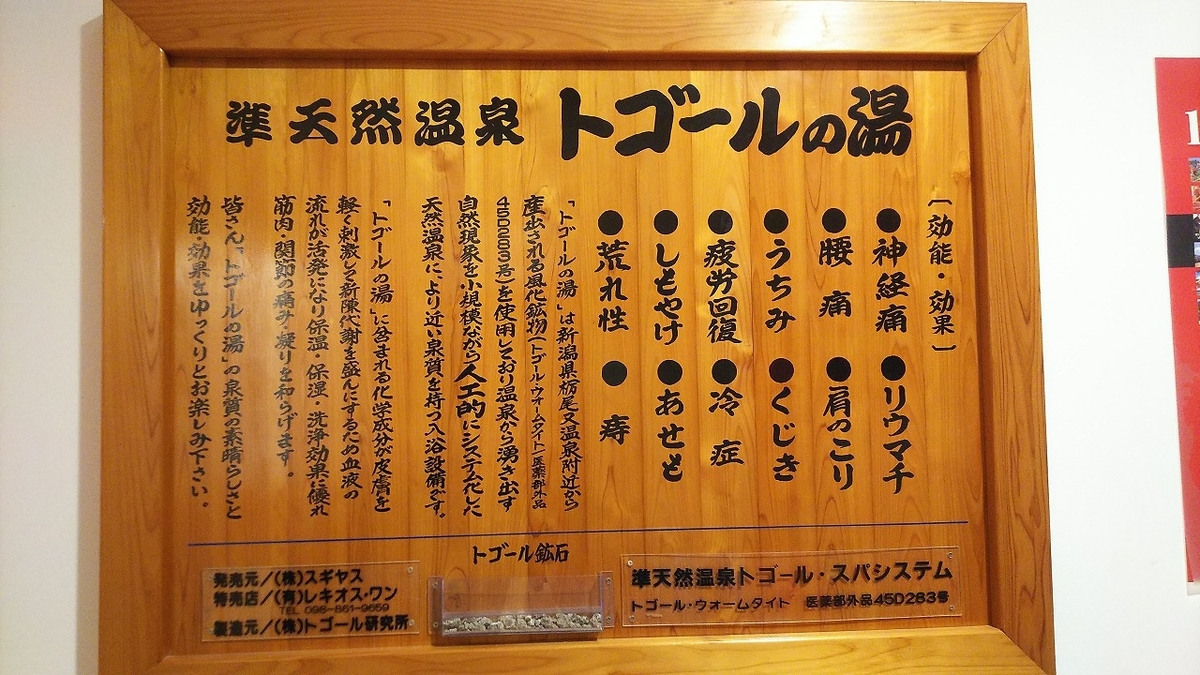 準天然温泉 トゴールの湯
〔効能・効果〕
●神経痛 ●リウマチ
●腰痛 ●肩のこり
●うちみ ●くじき
●疲労回復 ●冷症
●しもやけ ●あせも
●荒れ性 ●痔
「トゴールの湯」は新潟県栃尾又温泉附近から
産出される風化鉱物(トゴール・ウォームタイト/医薬部外品
45D283号)を使用しており温泉から湧き出す
自然現象を小規模ながら人工的にシステム化した
天然温泉に、より近い泉質を持つ入浴設備です。
「トゴールの湯」に含まれる化学成分が皮膚を
軽く刺激して新陳代謝を盛んにするため血液の
流れが活発になり保温・保湿・洗浄効果に優れ
筋肉・関節の痛み・凝りを和らげます。
皆さん「トゴールの湯」の泉質の素晴らしさと
効能・効果をゆっくりとお楽しみ下さい。
トゴール鉱石
発売元/(株)スギヤス
特売店/(有)レキオス・ワン
TEL 098-861-9659
製造元/(株)トゴール研究所
準天然温泉トゴール・スパシステム
トゴール・ウォームタイト 医薬部外品45D283号